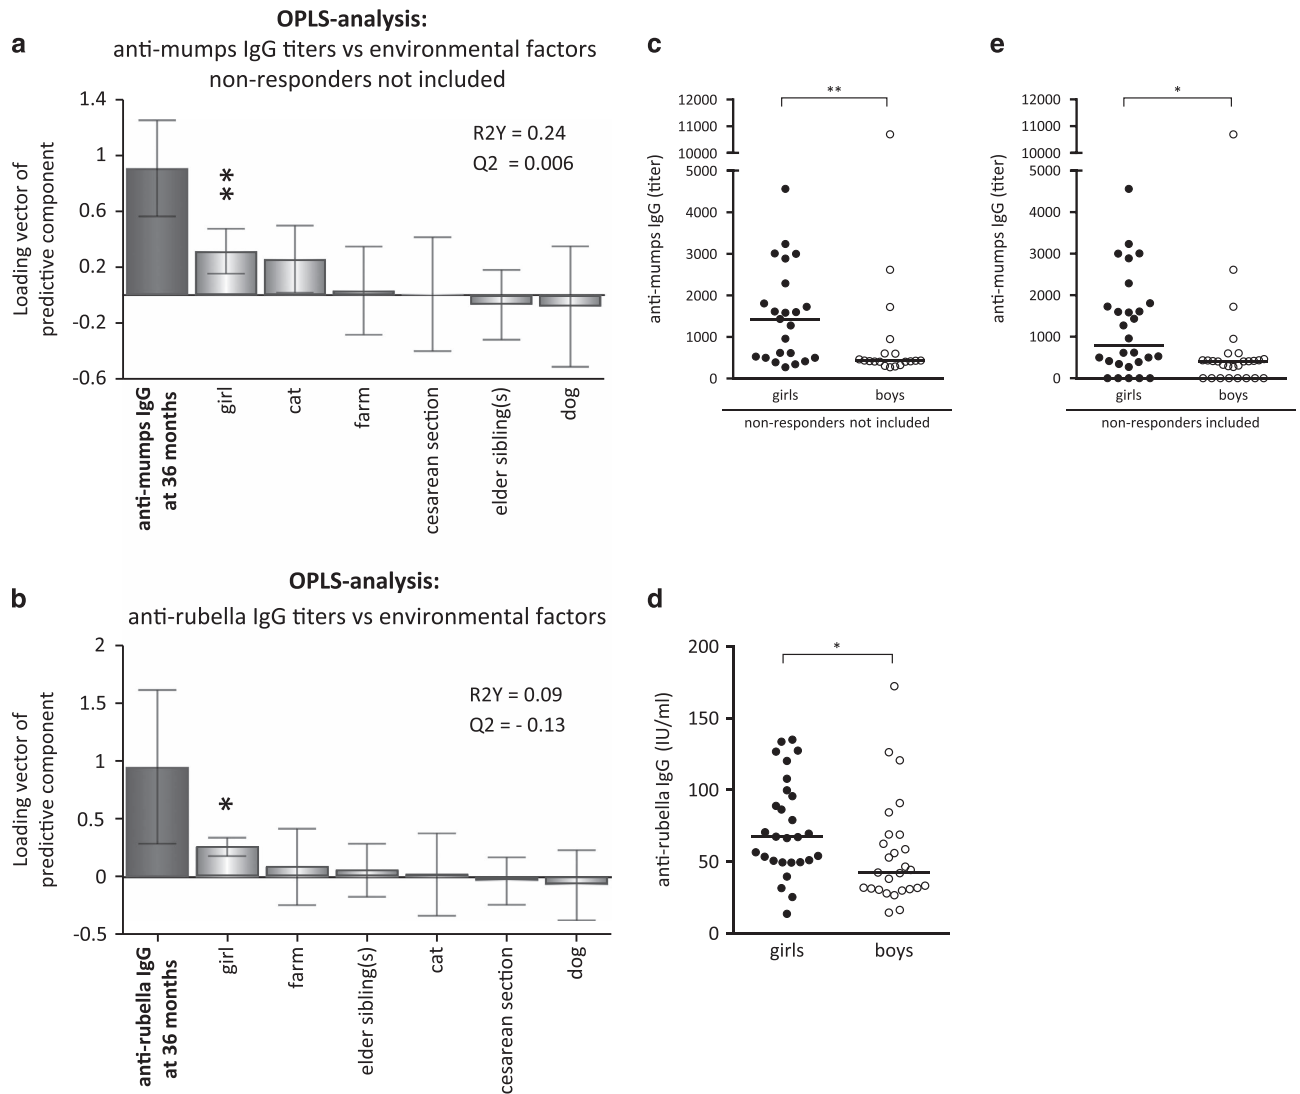 a
OPLS-analysis:
anti-mumps IgG titers vs environmental factors
non-responders not included
Loading vector of
predictive component
1.4
1
0.6
0.2
-0.2
-0.6
R2Y = 0.24
Q2 = 0.006
**
anti-mumps IgG
at 36 months
girl
cat
farm
cesarean section
elder sibling(s)
dog
b
OPLS-analysis:
anti-rubella IgG titers vs environmental factors
Loading vector of
predictive component
2
1.5
1
0.5
0
-0.5
R2Y = 0.09
Q2 = - 0.13
*
anti-rubella IgG
at 36 months
girl
farm
elder sibling(s)
cat
cesarean section
dog
c
anti-mumps IgG (titer)
12000
11000
10000
5000
4000
3000
2000
1000
0
**
girls boys
non-responders not included
d
anti-rubella IgG (IU/ml)
200
150
100
50
0
*
girls boys
e
anti-mumps IgG (titer)
12000
11000
10000
5000
4000
3000
2000
1000
0
*
girls boys
non-responders included